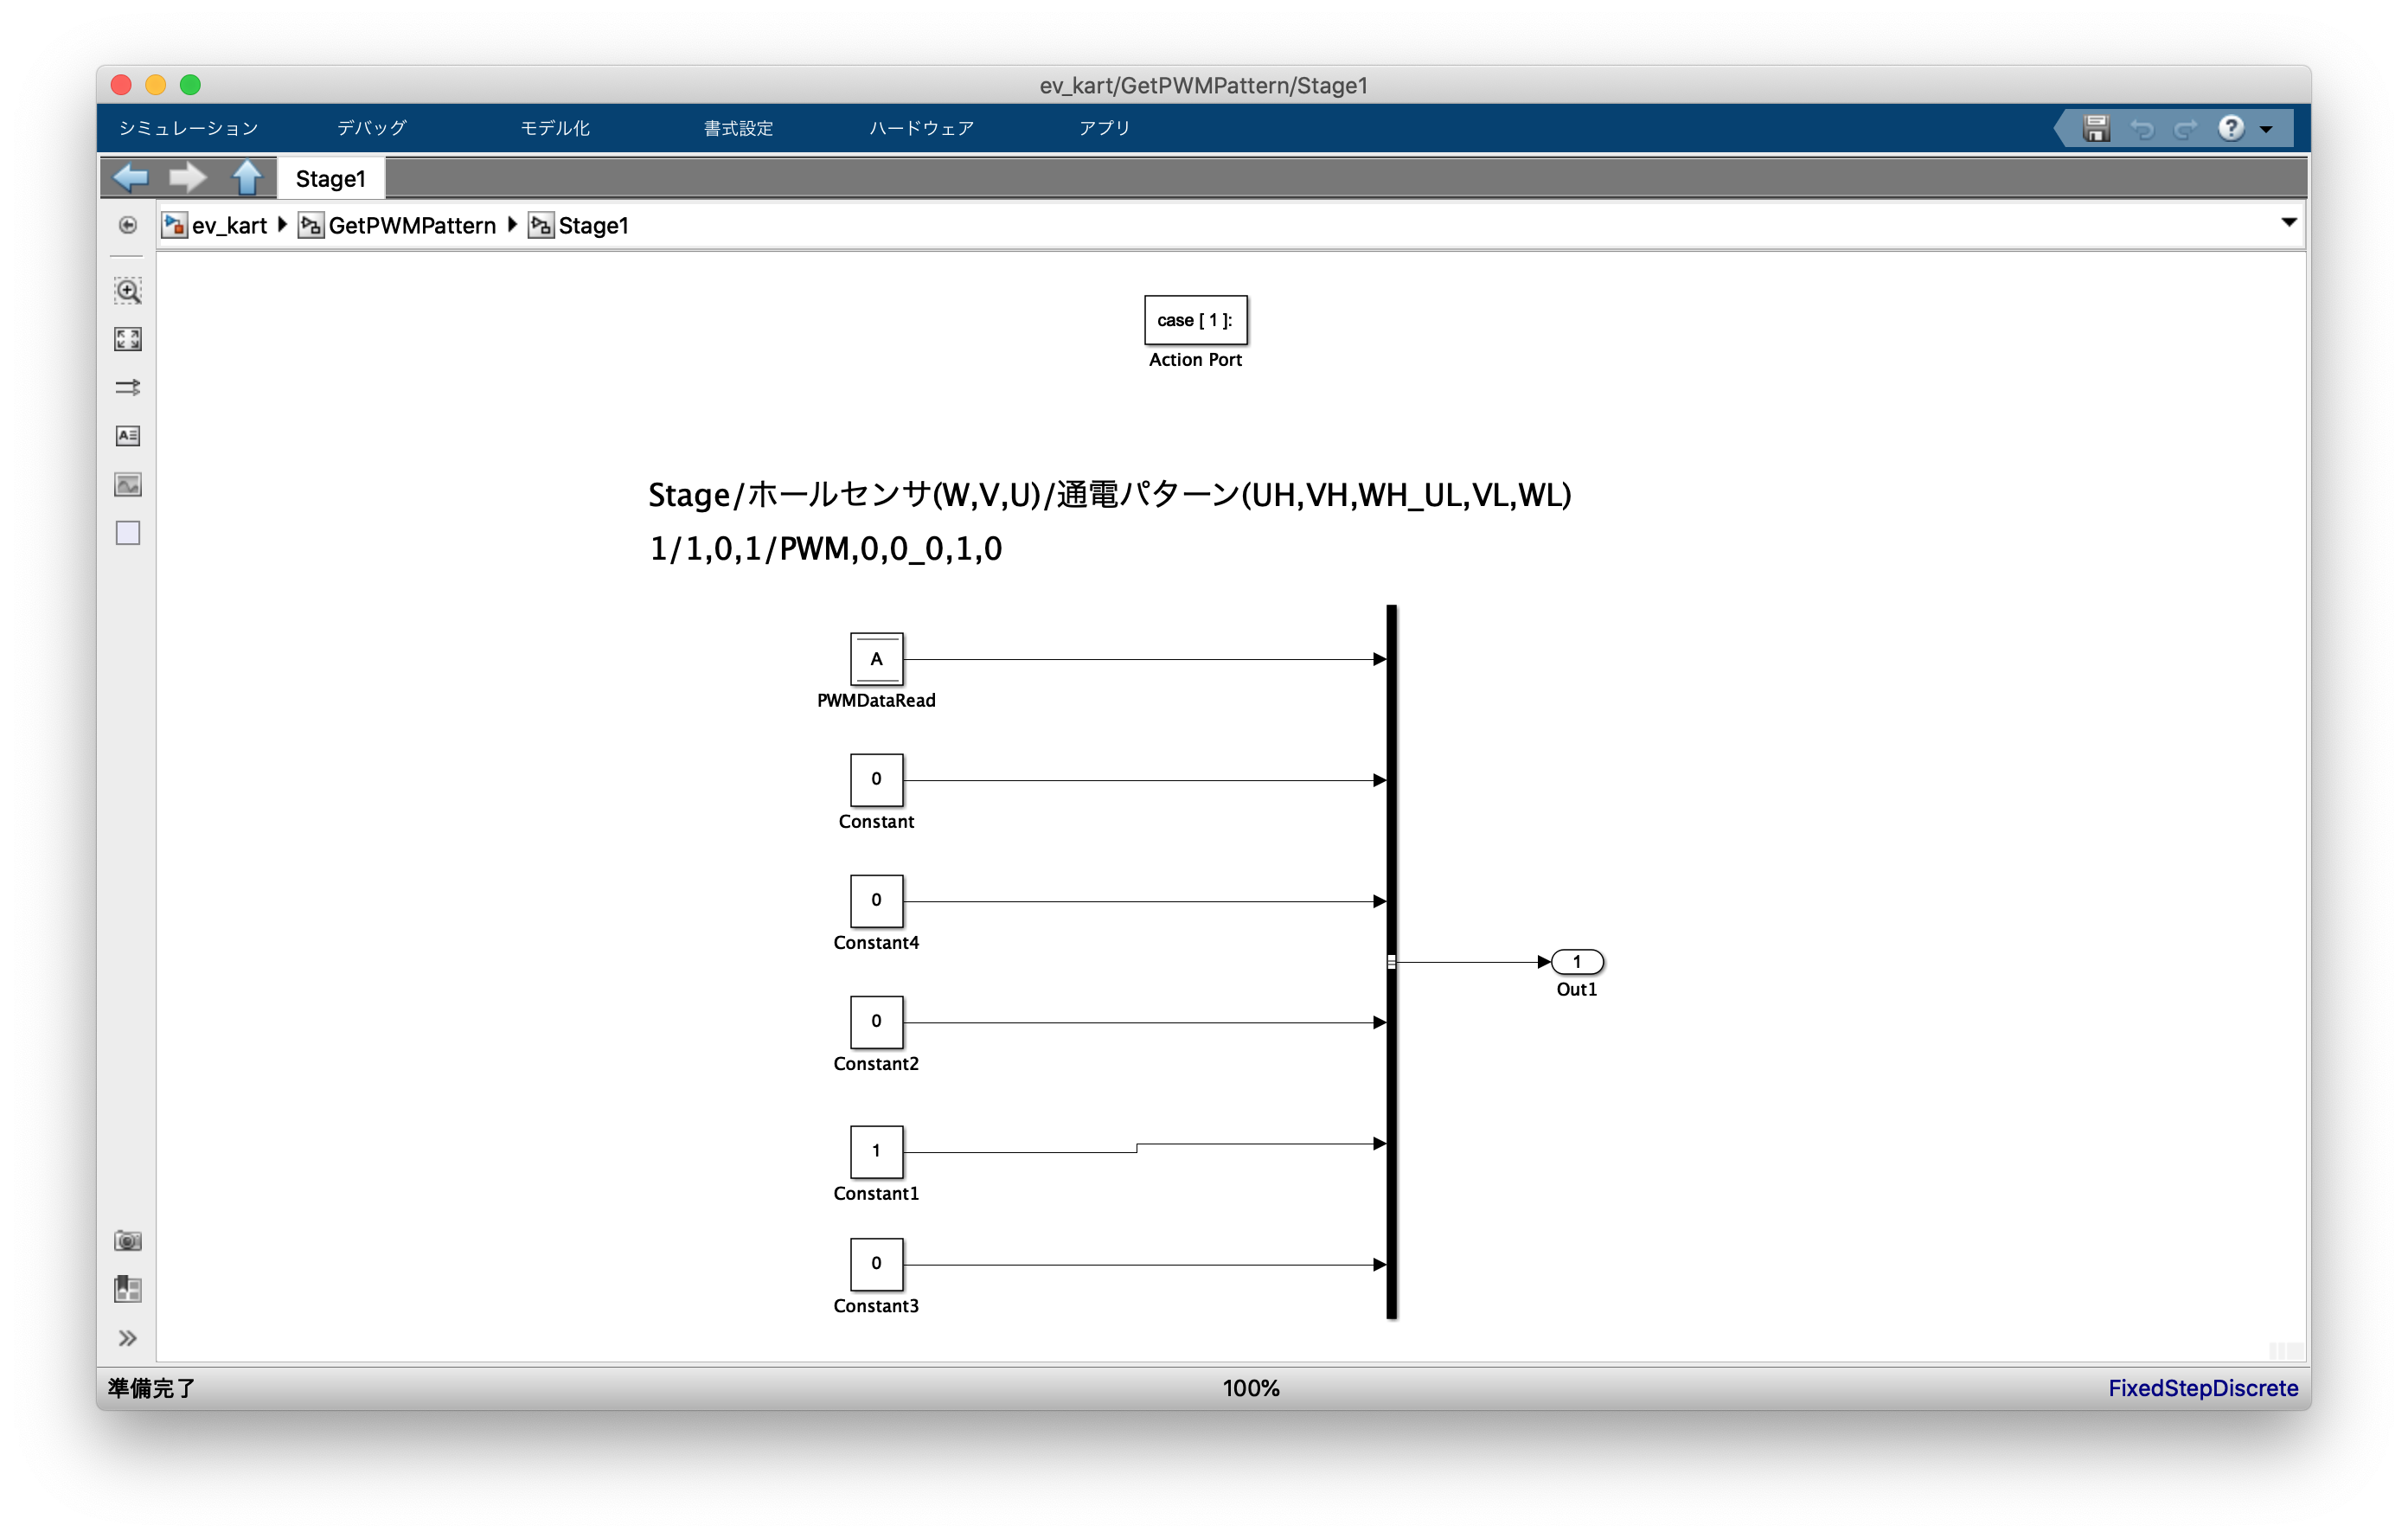 ev_kart/GetPWMPattern/Stage1
シミュレーション デバッグ モデル化 書式設定 ハードウェア アプリ
Stage1
ev_kart GetPWMPattern Stage1
case [ 1 ]:
Action Port
Stage/ホールセンサ(W,V,U)/通電パターン(UH,VH,WH_UL,VL,WL)
1/1,0,1/PWM,0,0_0,1,0
A
PWMDataRead
0
Constant
0
Constant4
1
Out1
0
Constant2
1
Constant1
0
Constant3
準備完了 100% FixedStepDiscrete